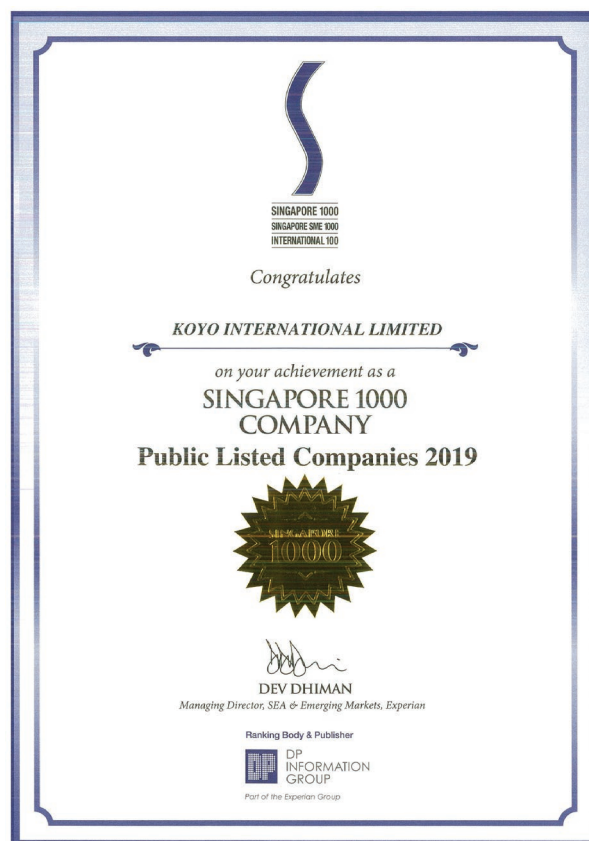 SINGAPORE 1000
SINGAPORE SME 1000
INTERNATIONAL 100
Congratulates
KOYO INTERNATIONAL LIMITED
on your achievement as a
SINGAPORE 1000
COMPANY
Public Listed Companies 2019
SINGAPORE
1000
DEV DHIMAN
Managing Director, SEA & Emerging Markets, Experian
Ranking Body & Publisher
DP
DP
INFORMATION
GROUP
Part of the Experian Group